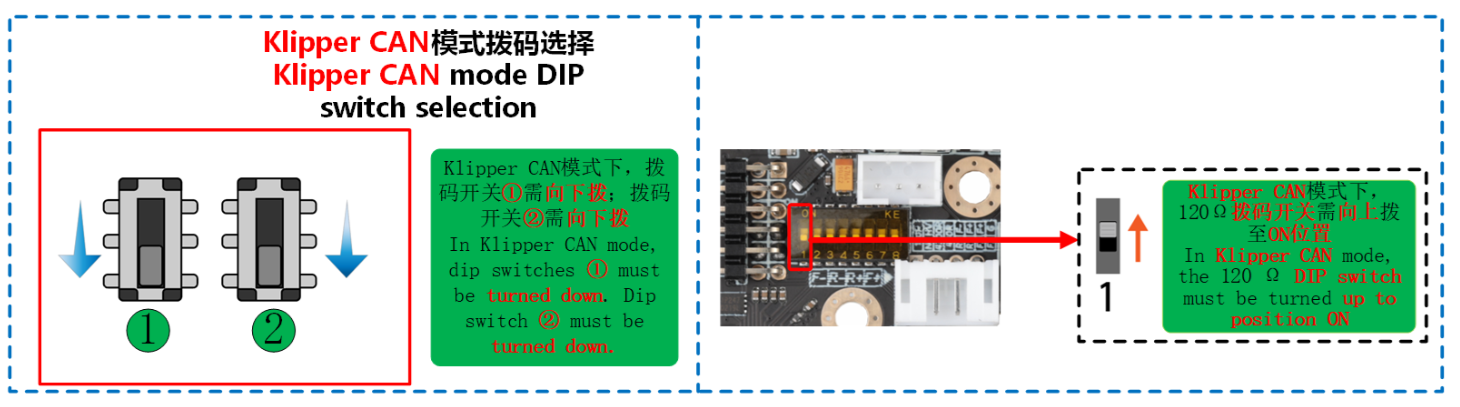 Klipper CAN模式拨码选择
Klipper CAN mode DIP
switch selection
①
②
Klipper CAN模式下，拨
码开关①需向下拨；拨码
开关②需向下拨
In Klipper CAN mode,
dip switches ① must
be turned down. Dip
switch ② must be
turned down.
ON
KE
1 2 3 4 5 6 7 8
F- R- R+ F+
1
Klipper CAN模式下，
120Ω拨码开关需向上拨
至ON位置
In Klipper CAN mode,
the 120 Ω DIP switch
must be turned up to
position ON